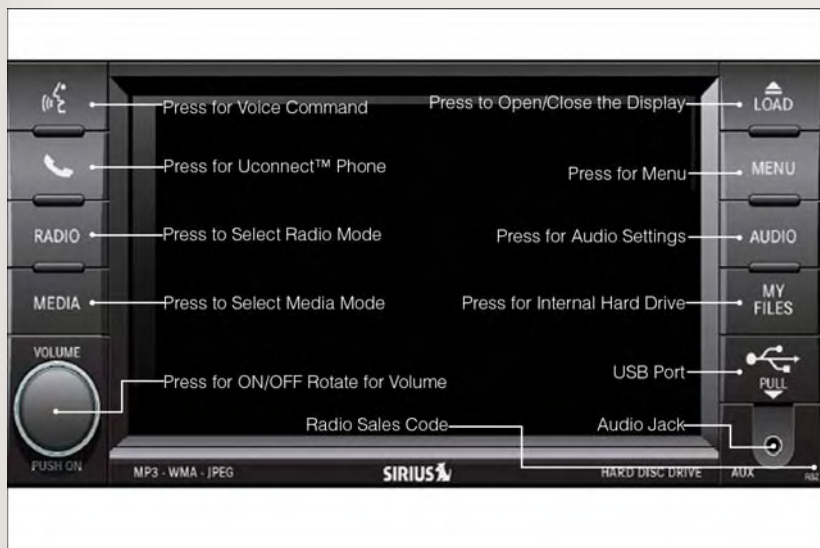 Press for Voice Command
Press to Open/Close the Display
LOAD
Press for Uconnect™ Phone
Press for Menu
MENU
RADIO
Press to Select Radio Mode
Press for Audio Settings
AUDIO
MEDIA
Press to Select Media Mode
Press for Internal Hard Drive
MY
FILES
VOLUME
Press for ON/OFF Rotate for Volume
USB Port
PULL
Radio Sales Code
Audio Jack
PUSH ON
MP3 - WMA - JPEG
SIRIUS
HARD DISC DRIVE
AUX